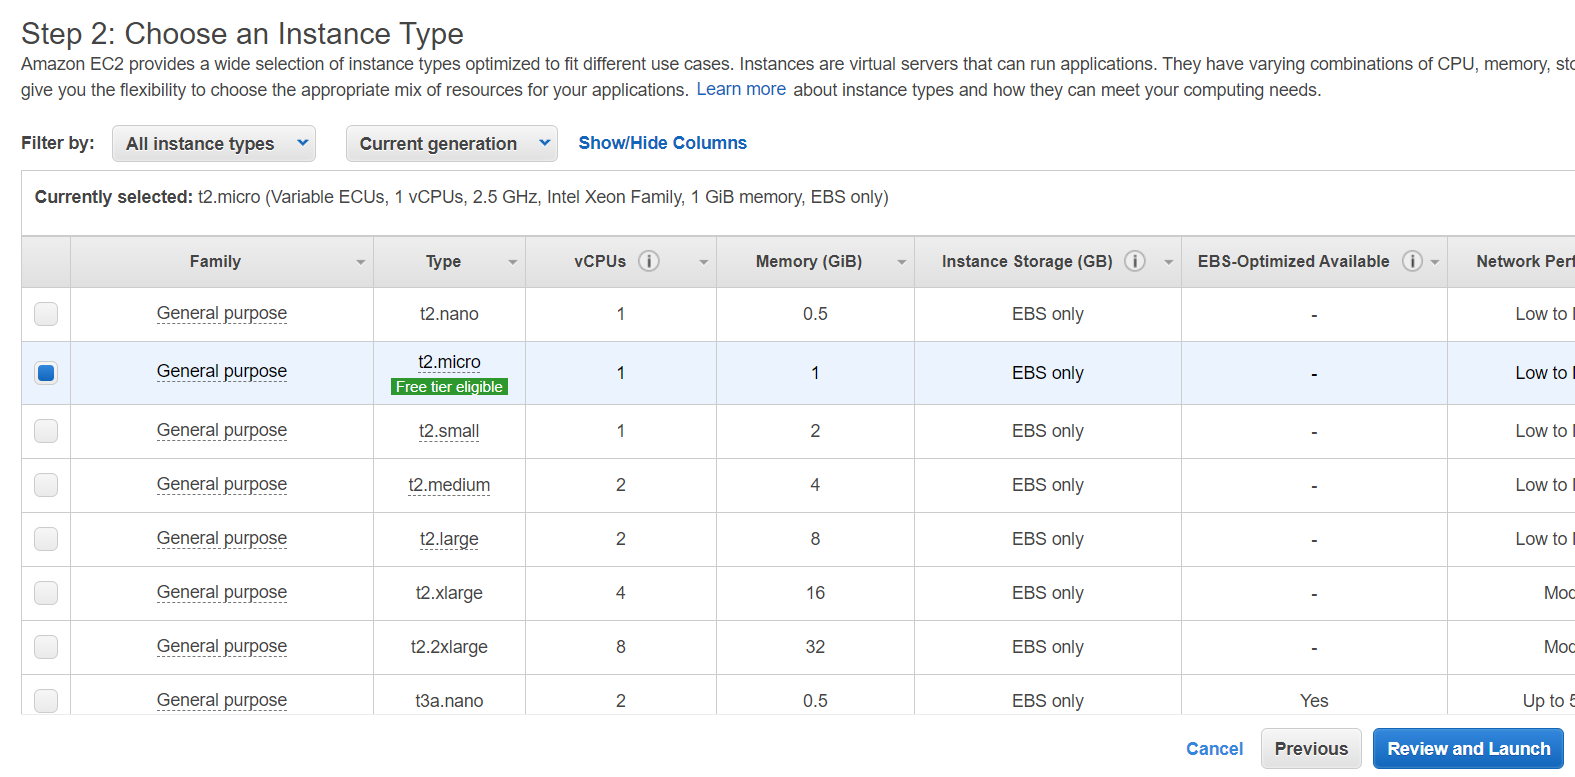 Step 2: Choose an Instance Type
Amazon EC2 provides a wide selection of instance types optimized to fit different use cases. Instances are virtual servers that can run applications. They have varying combinations of CPU, memory,
give you the flexibility to choose the appropriate mix of resources for your applications. Learn more about instance types and how they can meet your computing needs.
Filter by: All instance types Current generation Show/Hide Columns
Currently selected: t2.micro (Variable ECUs, 1 vCPUs, 2.5 GHz, Intel Xeon Family, 1 GiB memory, EBS only)
Family Type vCPUs Memory (GiB) Instance Storage (GB) EBS-Optimized Available Network
General purpose t2.nano 1 0.5 EBS only - Low to
General purpose t2.micro 1 1 EBS only - Low to
Free tier eligible
General purpose t2.small 1 2 EBS only - Low to
General purpose t2.medium 2 4 EBS only - Low to
General purpose t2.large 2 8 EBS only - Low to
General purpose t2.xlarge 4 16 EBS only -
General purpose t2.2xlarge 8 32 EBS only -
General purpose t3a.nano 2 0.5 EBS only Yes Up to
Cancel Previous Review and Launch